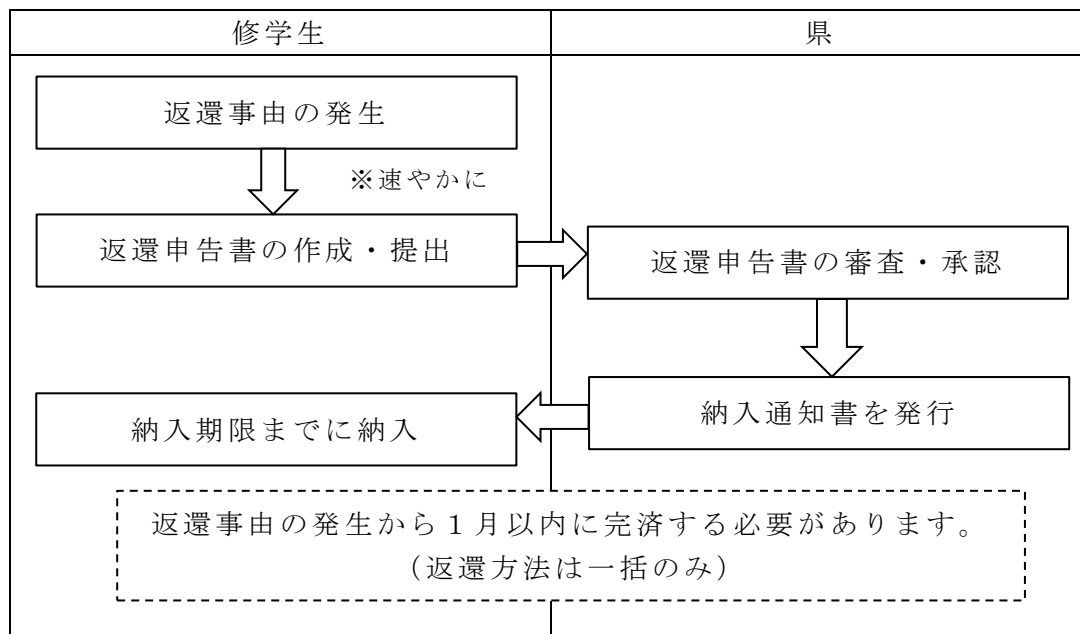 修学生
県
返還事由の発生
※速やかに
返還申告書の作成・提出
返還申告書の審査・承認
納入通知書を発行
納入期限までに納入
返還事由の発生から１月以内に完済する必要があります。
（返還方法は一括のみ）